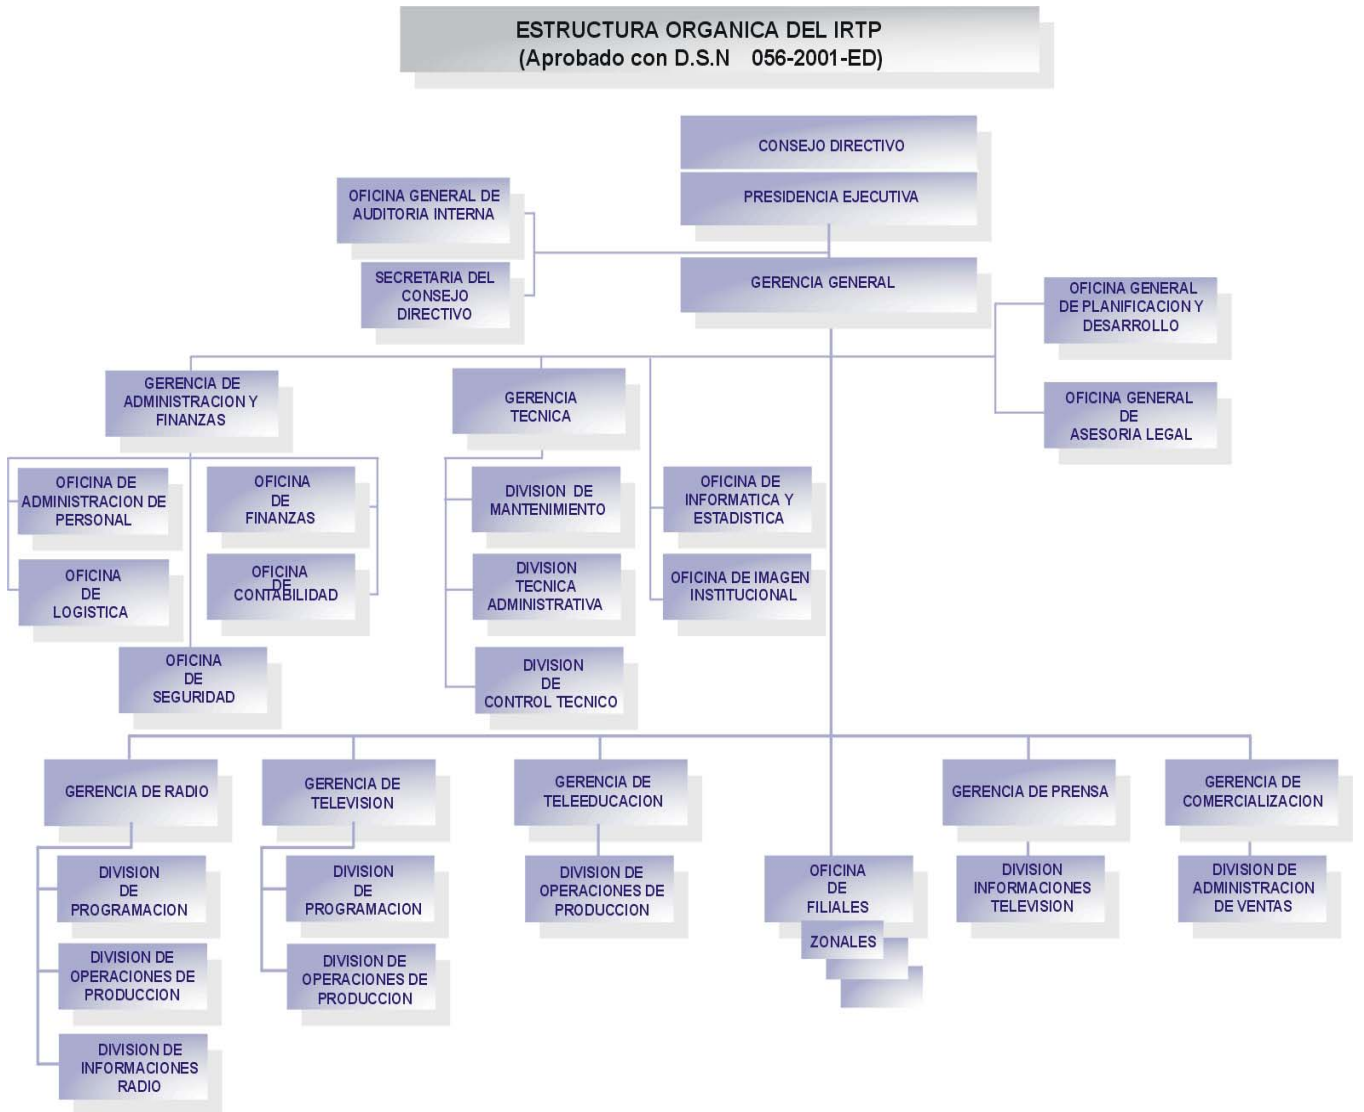 ESTRUCTURA ORGANICA DEL IRTP
(Aprobado con D.S.N 056-2001-ED)
CONSEJO DIRECTIVO
PRESIDENCIA EJECUTIVA
OFICINA GENERAL DE
AUDITORIA INTERNA
SECRETARIA DEL
CONSEJO
DIRECTIVO
GERENCIA GENERAL
OFICINA GENERAL
DE PLANIFICACION Y
DESARROLLO
OFICINA GENERAL
DE
ASESORIA LEGAL
GERENCIA DE
ADMINISTRACION Y
FINANZAS
GERENCIA
TECNICA
OFICINA DE
ADMINISTRACION DE
PERSONAL
OFICINA
DE
FINANZAS
OFICINA
DE
LOGISTICA
OFICINA
DE
CONTABILIDAD
OFICINA
DE
SEGURIDAD
DIVISION DE
MANTENIMIENTO
DIVISION
TECNICA
ADMINISTRATIVA
DIVISION
DE
CONTROL TECNICO
OFICINA DE
INFORMATICA Y
ESTADISTICA
OFICINA DE IMAGEN
INSTITUCIONAL
GERENCIA DE RADIO
DIVISION
DE
PROGRAMACION
DIVISION DE
OPERACIONES DE
PRODUCCION
DIVISION DE
INFORMACIONES
RADIO
GERENCIA DE
TELEVISION
DIVISION
DE
PROGRAMACION
DIVISION DE
OPERACIONES DE
PRODUCCION
GERENCIA DE
TELEEDUCACION
DIVISION DE
OPERACIONES DE
PRODUCCION
OFICINA
DE
FILIALES
ZONALES
GERENCIA DE PRENSA
DIVISION
INFORMACIONES
TELEVISION
GERENCIA DE
COMERCIALIZACION
DIVISION DE
ADMINISTRACION
DE VENTAS